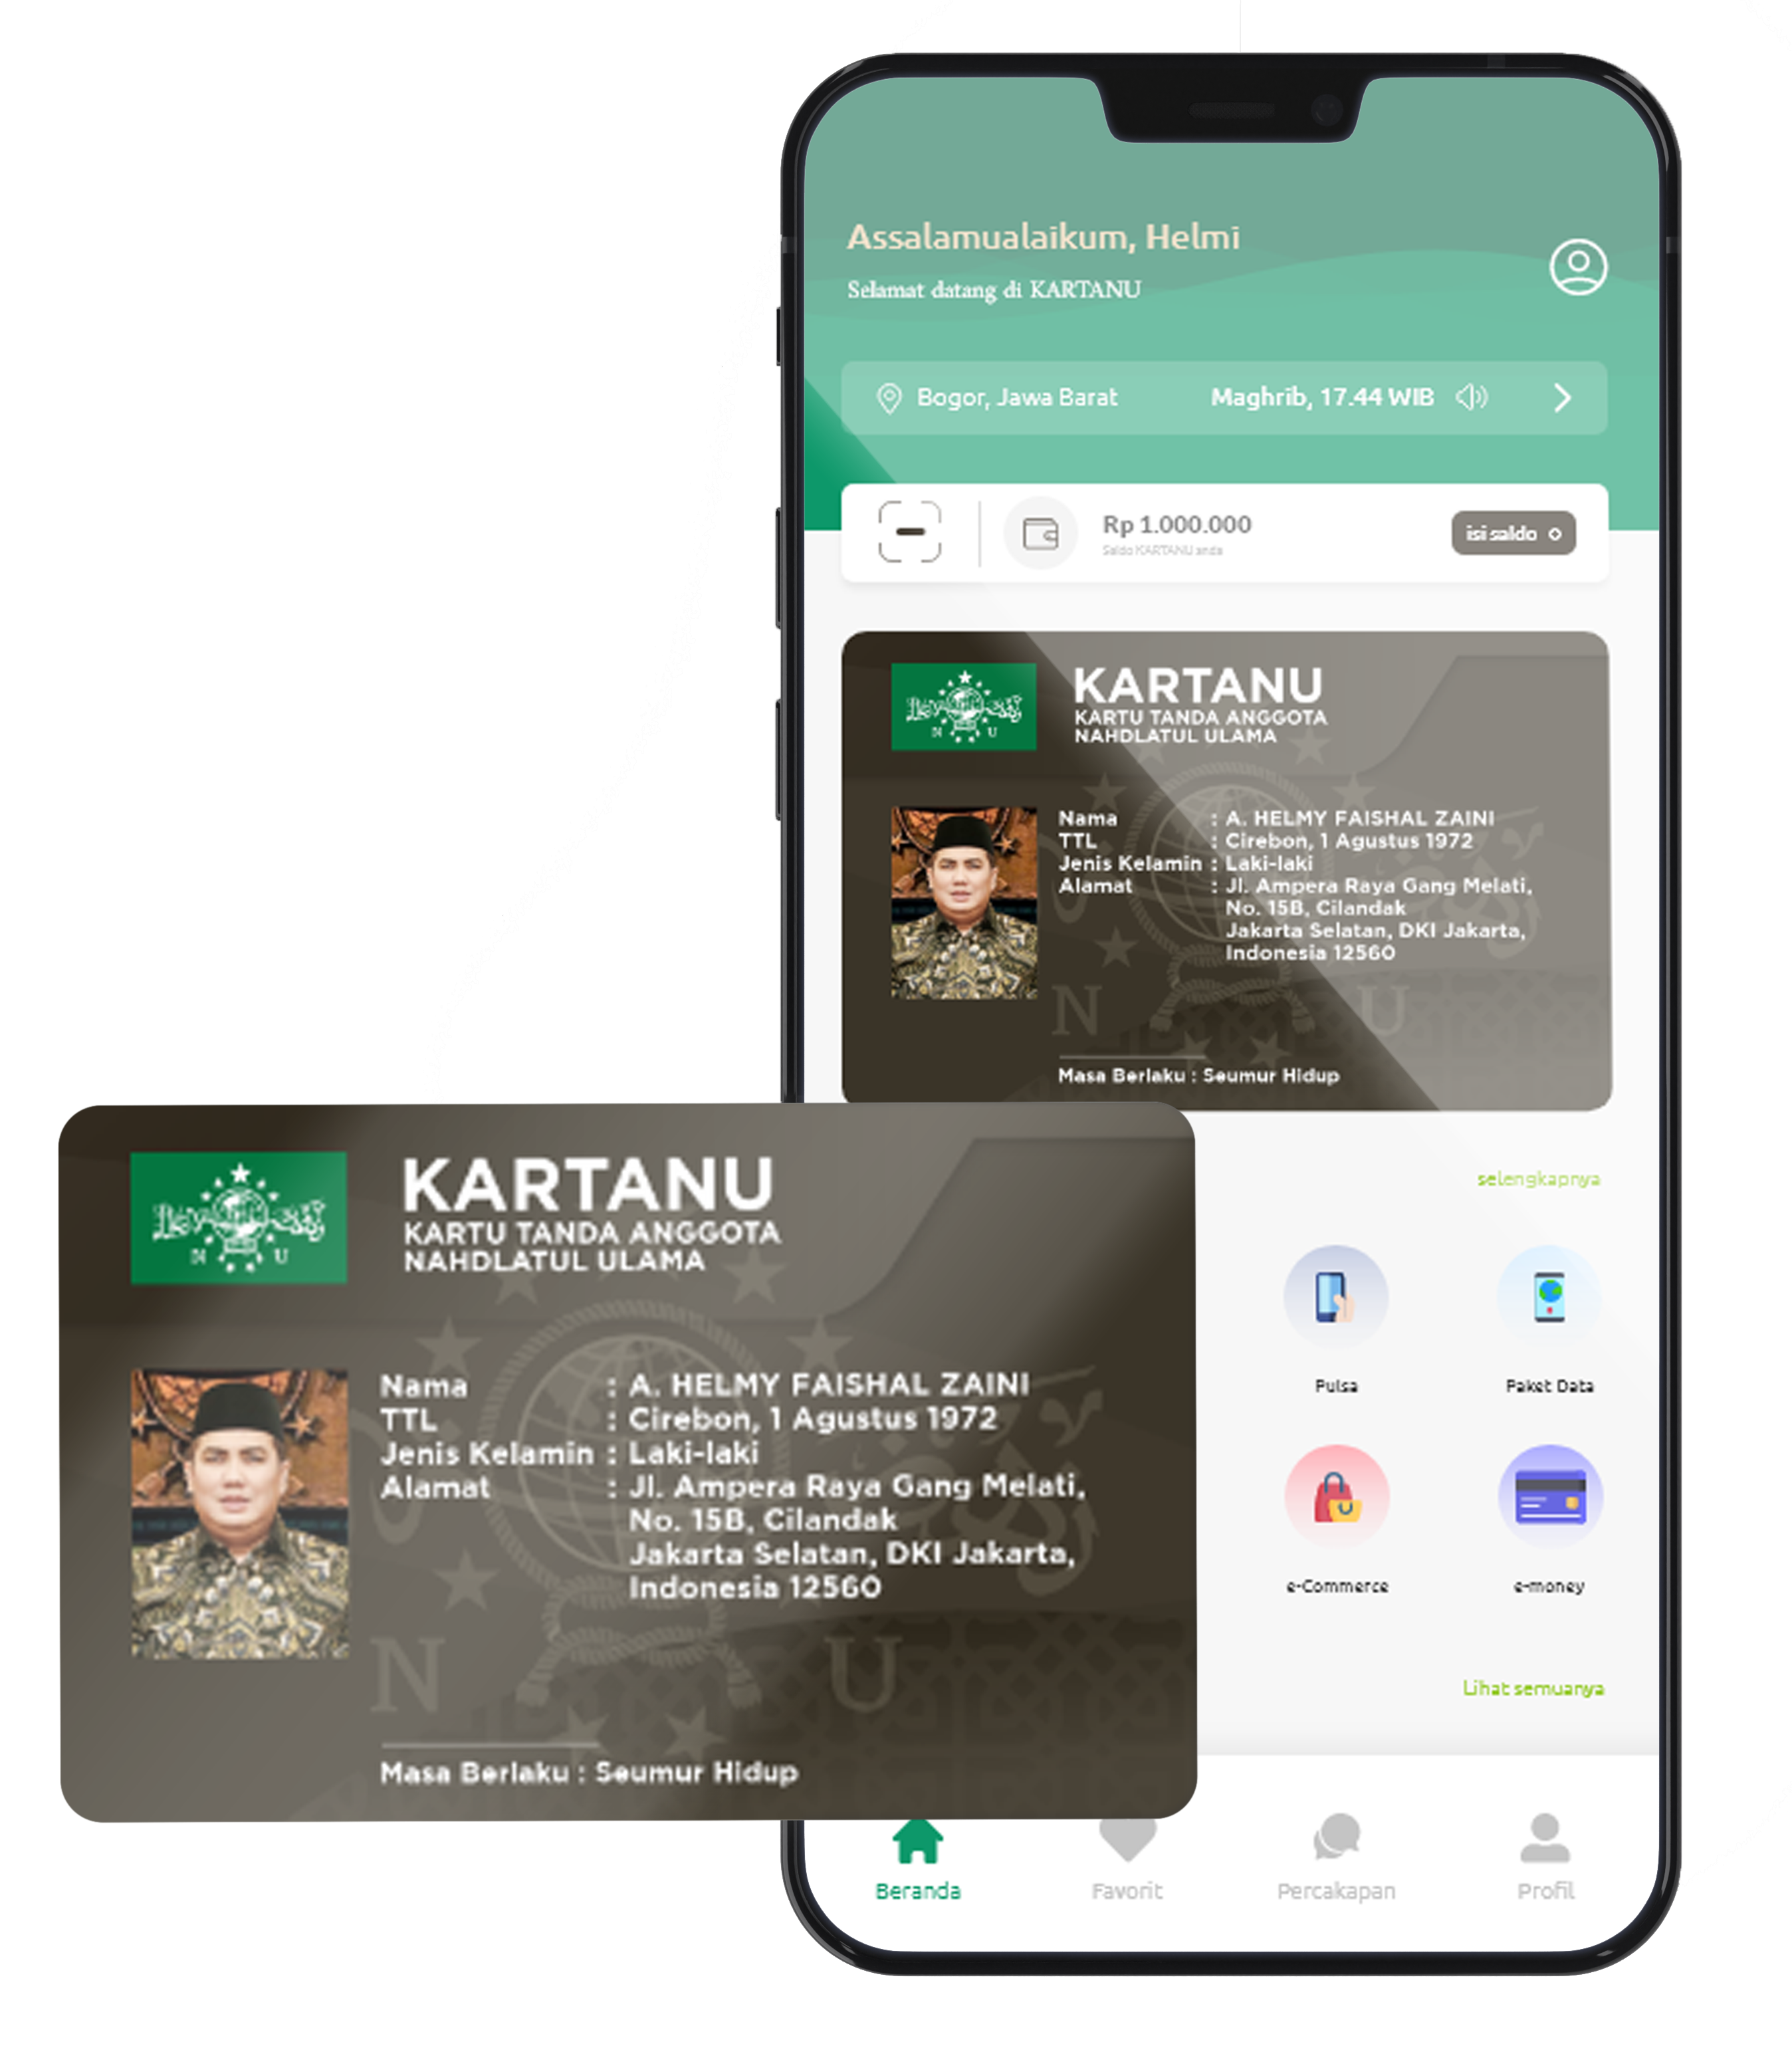 Assalamualaikum, Helmi
Selamat datang di KARTANU
Bogor, Jawa Barat
Maghrib, 17.44 WIB
Rp 1.000.000
Saldo KARTANU anda
isi saldo
N U
KARTANU
KARTU TANDA ANGGOTA
NAHDLATUL ULAMA
Nama : A. HELMY FAISHAL ZAINI
TTL : Cirebon, 1 Agustus 1972
Jenis Kelamin : Laki-laki
Alamat : Jl. Ampera Raya Gang Melati,
No. 15B, Cilandak
Jakarta Selatan, DKI Jakarta,
Indonesia 12560
N U
Masa Berlaku : Seumur Hidup
N U
KARTANU
KARTU TANDA ANGGOTA
NAHDLATUL ULAMA
Nama : A. HELMY FAISHAL ZAINI
TTL : Cirebon, 1 Agustus 1972
Jenis Kelamin : Laki-laki
Alamat : Jl. Ampera Raya Gang Melati,
No. 15B, Cilandak
Jakarta Selatan, DKI Jakarta,
Indonesia 12560
N U
Masa Berlaku : Seumur Hidup
selengkapnya
Pulsa
Paket Data
e-Commerce
e-money
Lihat semuanya
Beranda
Favorit
Percakapan
Profil